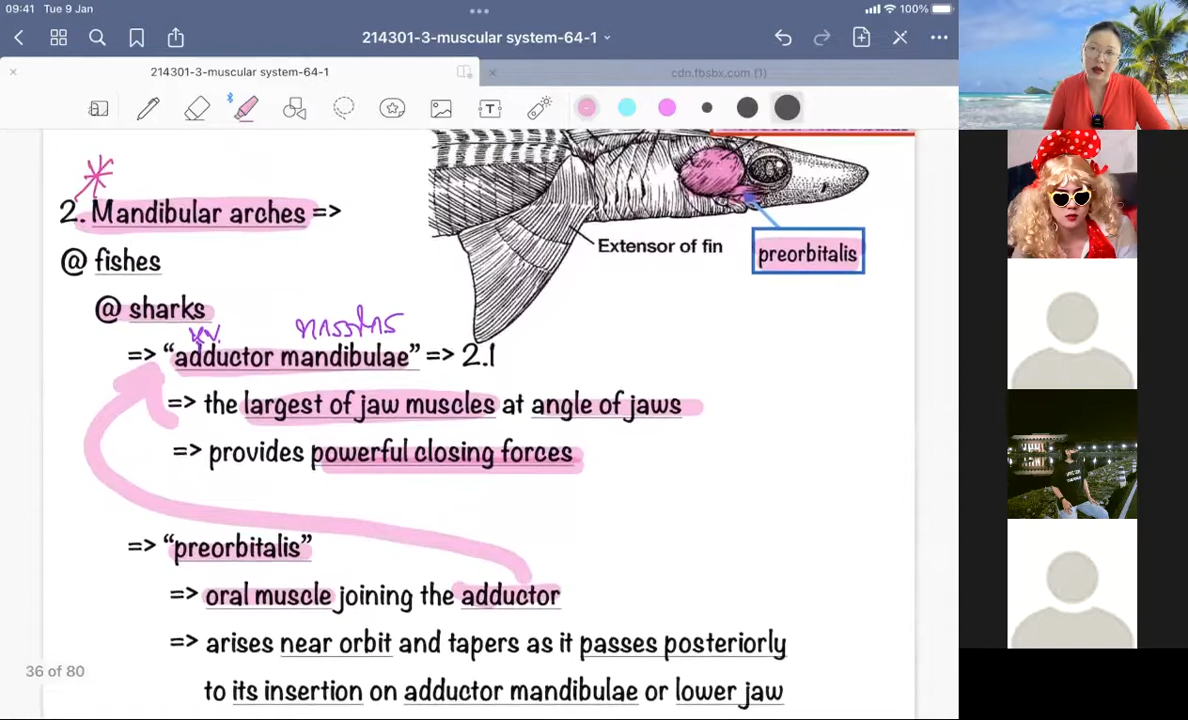 09:41 Tue 9 Jan
100%
214301-3-muscular system-64-1
214301-3-muscular system-64-1
cdn.fbsbx.com (1)
2. Mandibular arches =>
@ fishes
@ sharks
=> “adductor mandibulae” => 2.1
=> the largest of jaw muscles at angle of jaws
=> provides powerful closing forces
=> “preorbitalis”
=> oral muscle joining the adductor
=> arises near orbit and tapers as it passes posteriorly
to its insertion on adductor mandibulae or lower jaw
Extensor of fin
preorbitalis
36 of 80